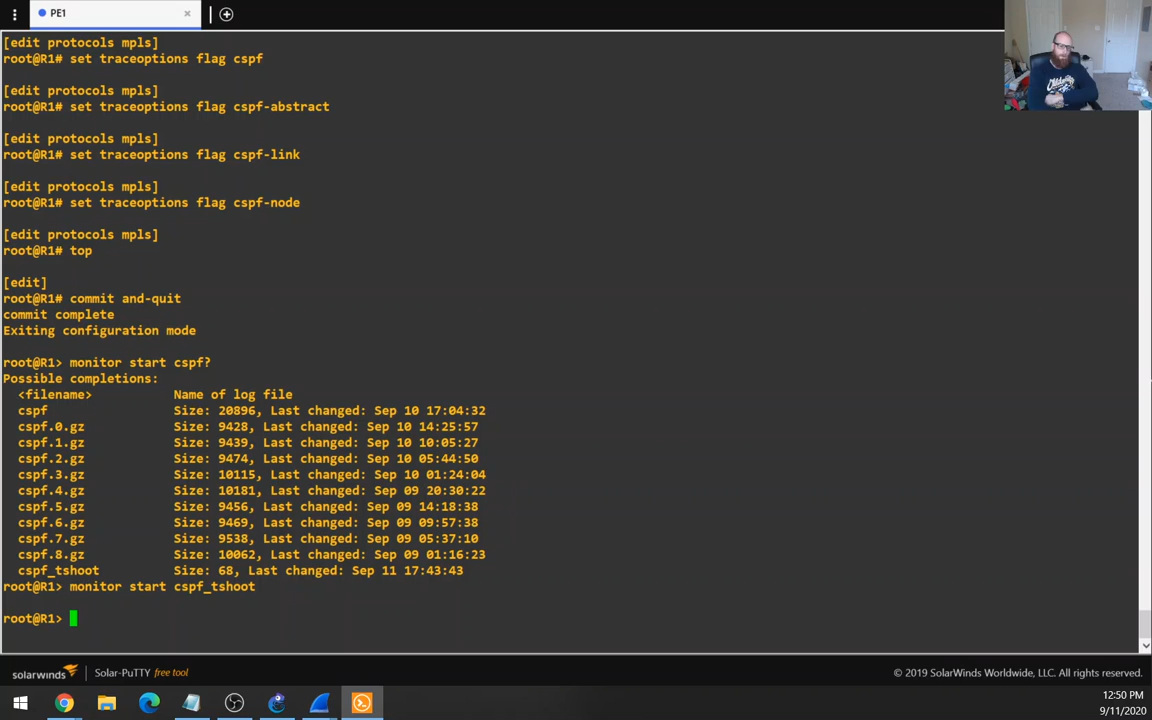 PE1
[edit protocols mpls]
root@R1# set traceoptions flag cspf
[edit protocols mpls]
root@R1# set traceoptions flag cspf-abstract
[edit protocols mpls]
root@R1# set traceoptions flag cspf-link
[edit protocols mpls]
root@R1# set traceoptions flag cspf-node
[edit protocols mpls]
root@R1# top
[edit]
root@R1# commit and-quit
commit complete
Exiting configuration mode
root@R1> monitor start cspf?
Possible completions:
<filename> Name of log file
cspf Size: 20896, Last changed: Sep 10 17:04:32
cspf.0.gz Size: 9428, Last changed: Sep 10 14:25:57
cspf.1.gz Size: 9439, Last changed: Sep 10 10:05:27
cspf.2.gz Size: 9474, Last changed: Sep 10 05:44:50
cspf.3.gz Size: 10115, Last changed: Sep 10 01:24:04
cspf.4.gz Size: 10181, Last changed: Sep 09 20:30:22
cspf.5.gz Size: 9456, Last changed: Sep 09 14:18:38
cspf.6.gz Size: 9469, Last changed: Sep 09 09:57:38
cspf.7.gz Size: 9538, Last changed: Sep 09 05:37:10
cspf.8.gz Size: 10062, Last changed: Sep 09 01:16:23
cspf_tshoot Size: 68, Last changed: Sep 11 17:43:43
root@R1> monitor start cspf_tshoot
root@R1>
solarwinds Solar-PuTTY free tool © 2019 SolarWinds Worldwide, LLC. All rights reserved.
12:50 PM
9/11/2020